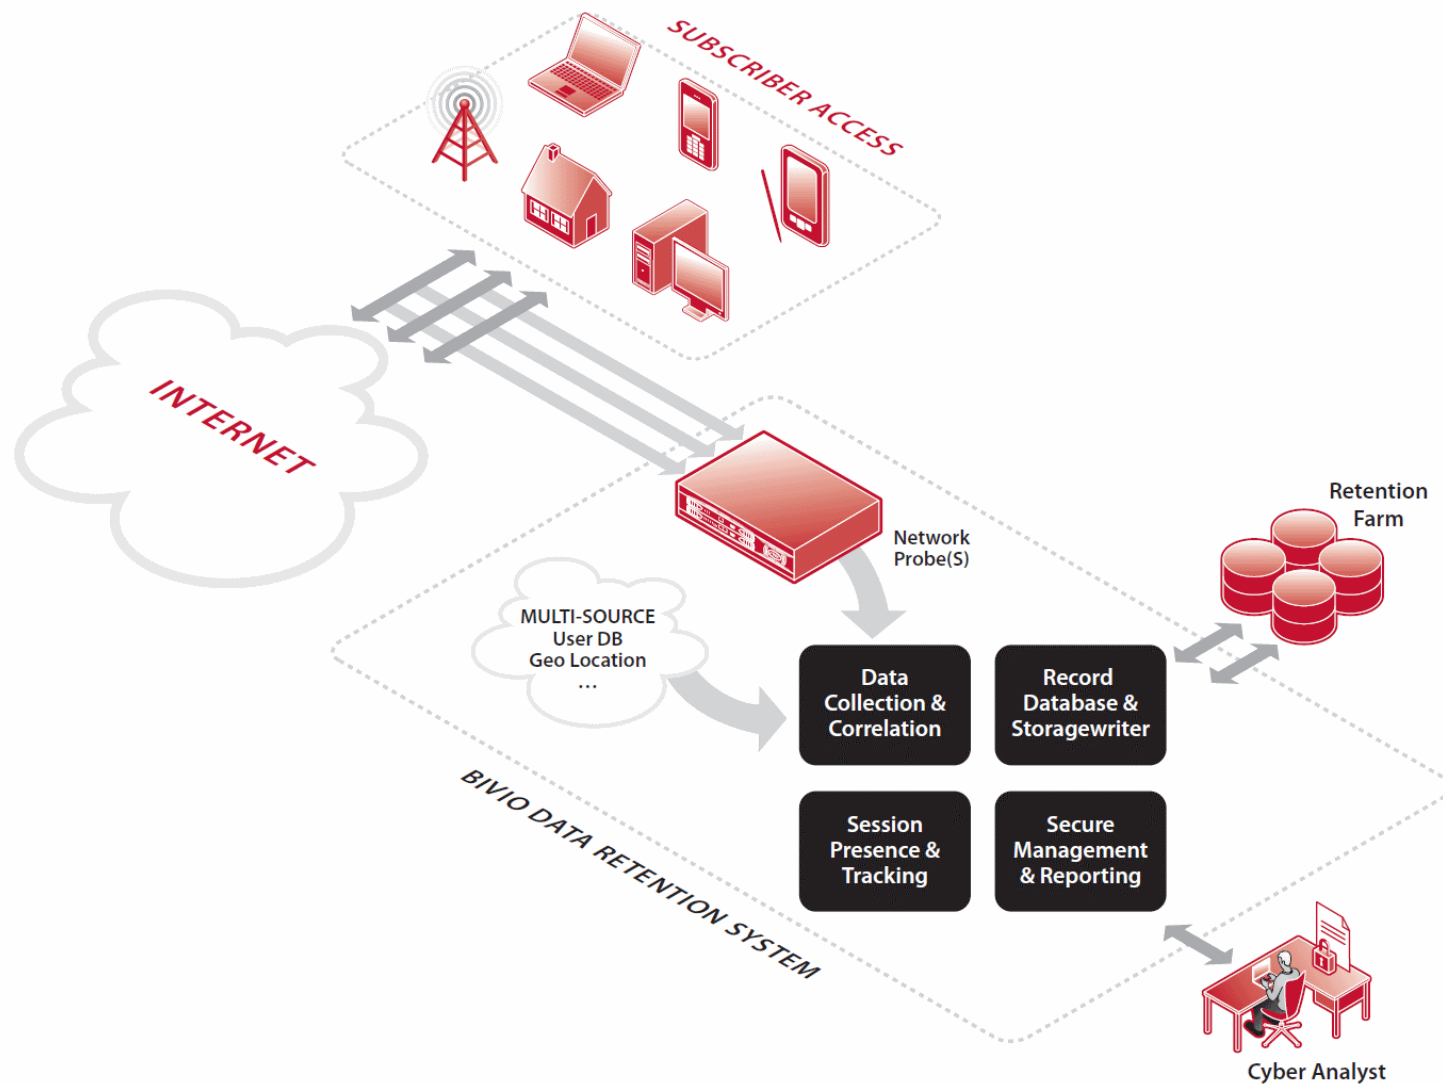 SUBSCRIBER ACCESS
INTERNET
Retention
Farm
Network
Probe(S)
MULTI-SOURCE
User DB
Geo Location
...
Data
Collection &
Correlation
Record
Database &
Storagewriter
Session
Presence &
Tracking
Secure
Management
& Reporting
BIVIO DATA RETENTION SYSTEM
Cyber Analyst